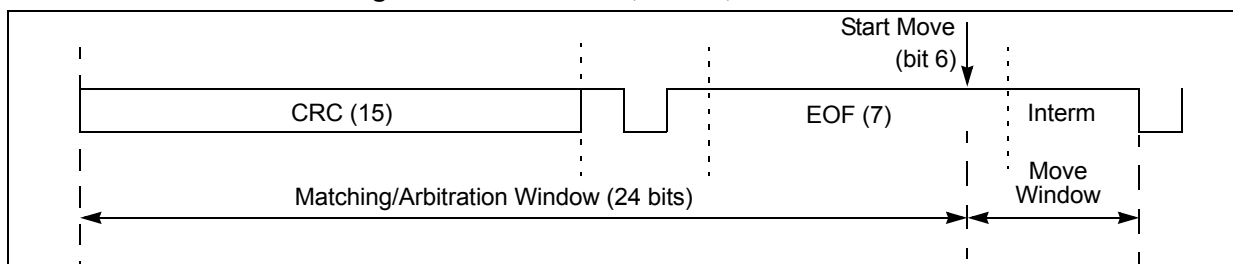 Start Move
(bit 6)
CRC (15)
EOF (7)
Interm
Matching/Arbitration Window (24 bits)
Move
Window